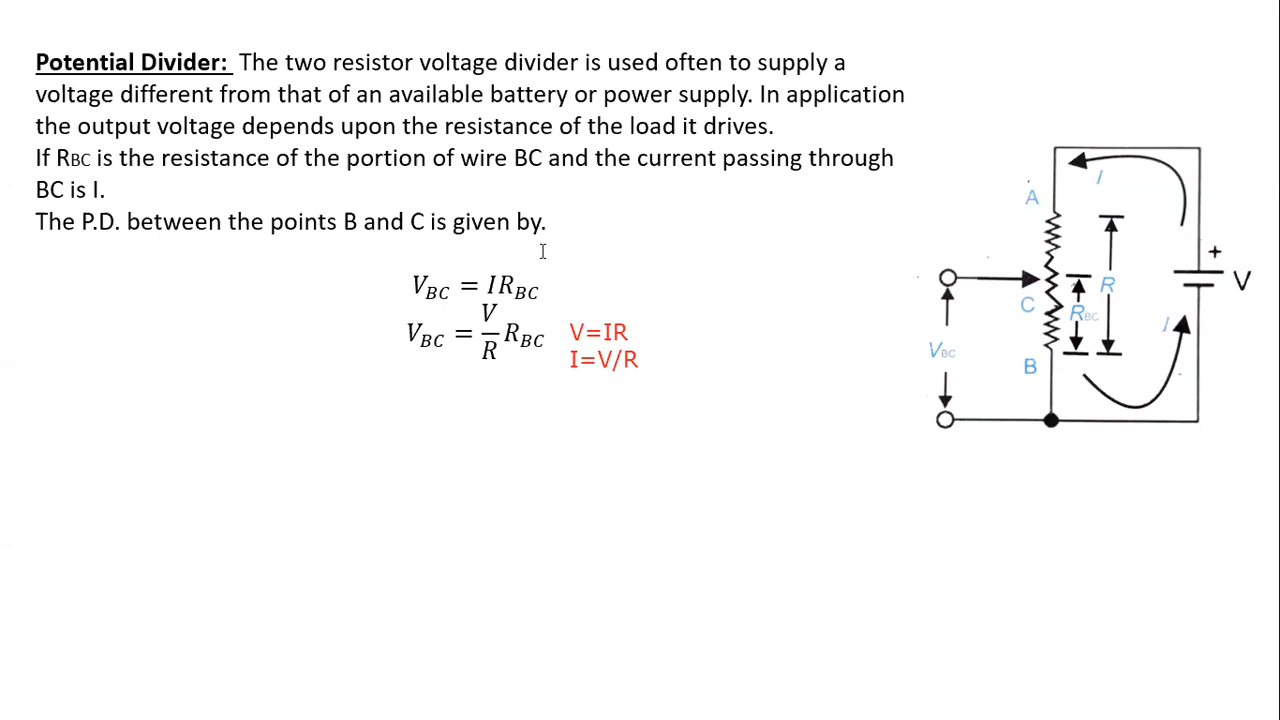 Potential Divider: The two resistor voltage divider is used often to supply a
voltage different from that of an available battery or power supply. In application
the output voltage depends upon the resistance of the load it drives.
If RBC is the resistance of the portion of wire BC and the current passing through
BC is I.
The P.D. between the points B and C is given by.
V_BC = IR_BC
V_BC = V/R R_BC
V=IR
I=V/R
I
A
+
V
R
C
RBC
I
VBC
B